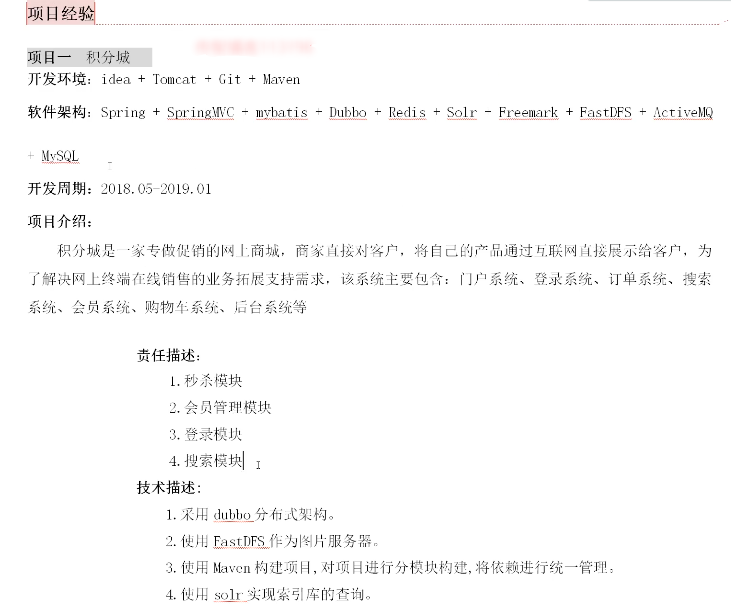 项目经验
项目一 积分城
开发环境：idea + Tomcat + Git + Maven
软件架构：Spring + SpringMVC + mybatis + Dubbo + Redis + Solr + Freemark + FastDFS + ActiveMQ
+ MySQL
开发周期：2018.05-2019.01
项目介绍：
积分城是一家专做促销的网上商城，商家直接对客户，将自己的产品通过互联网直接展示给客户，为
了解决网上终端在线销售的业务拓展支持需求，该系统主要包含：门户系统、登录系统、订单系统、搜索
系统、会员系统、购物车系统、后台系统等
责任描述：
1.秒杀模块
2.会员管理模块
3.登录模块
4.搜索模块
技术描述：
1.采用 dubbo 分布式架构。
2.使用 FastDFS 作为图片服务器。
3.使用 Maven 构建项目,对项目进行分模块构建,将依赖进行统一管理。
4.使用 solr 实现索引库的查询。